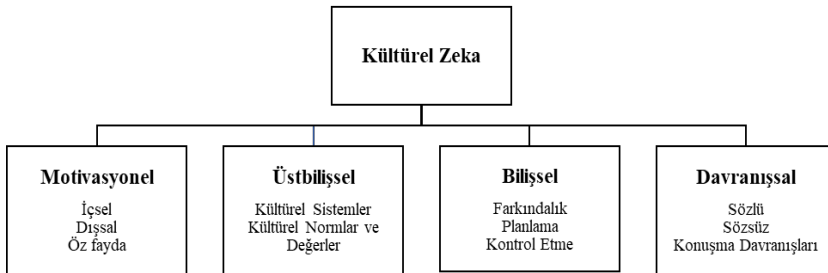 Kültürel Zeka
Motivasyonel
İçsel
Dışsal
Öz fayda
Üstbilişsel
Kültürel Sistemler
Kültürel Normlar ve
Değerler
Bilişsel
Farkındalık
Planlama
Kontrol Etme
Davranışsal
Sözlü
Sözsüz
Konuşma Davranışları